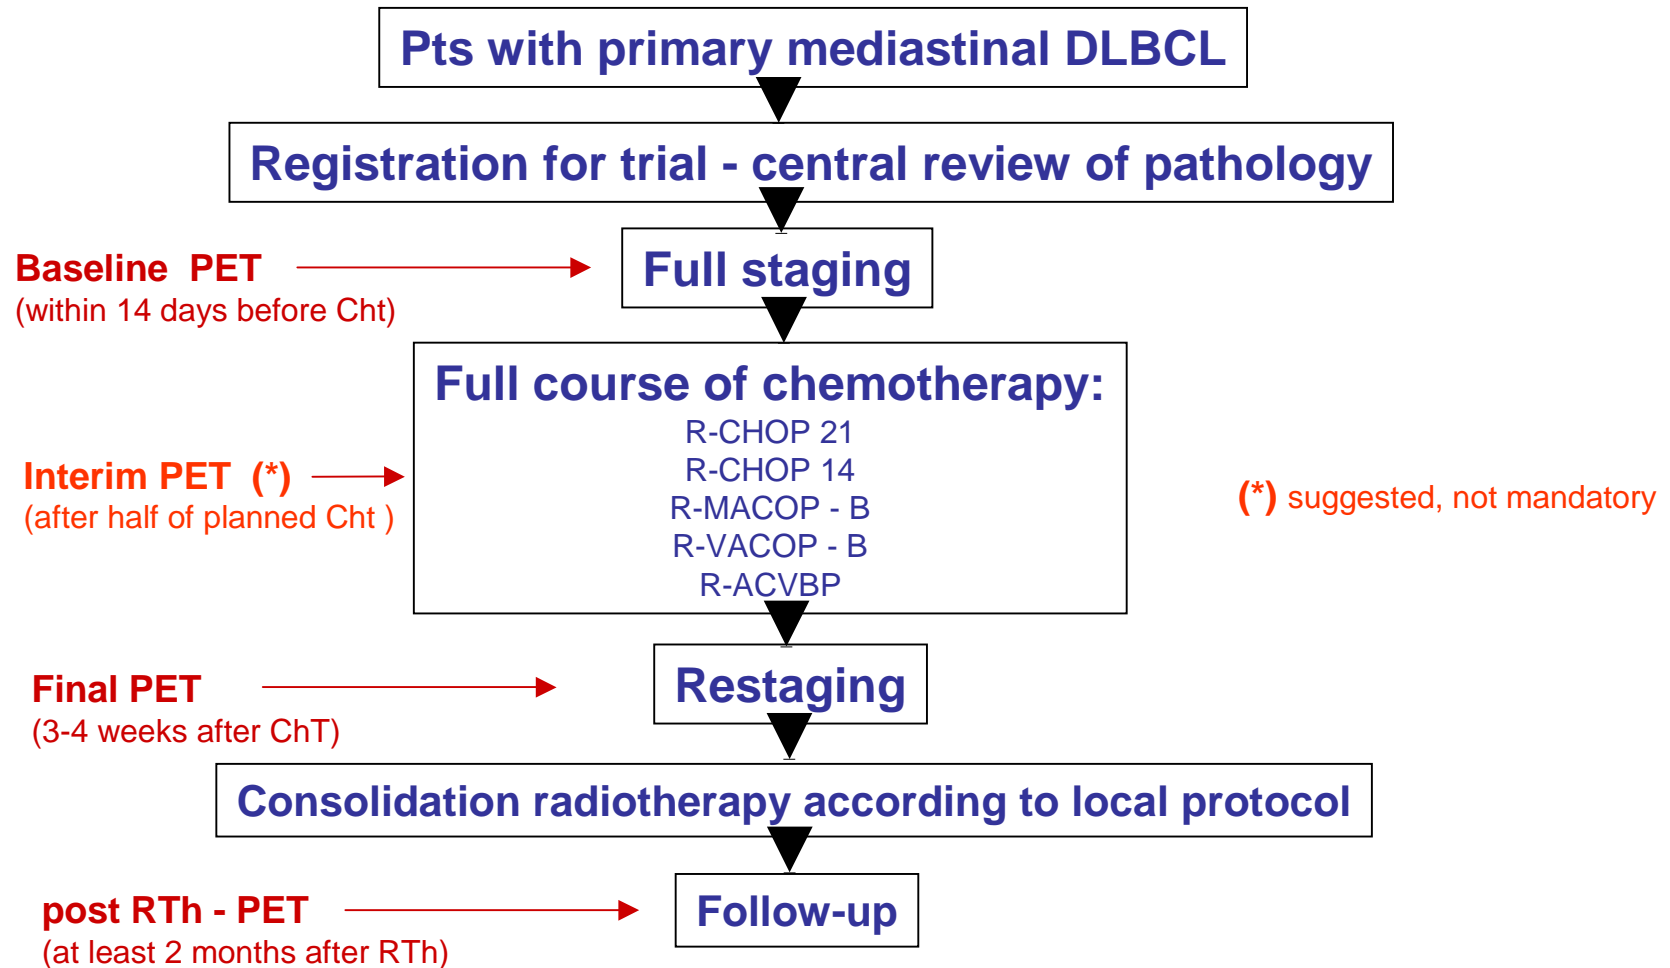 Pts with primary mediastinal DLBCL
Registration for trial - central review of pathology
Baseline PET
(within 14 days before Cht)
Full staging
Full course of chemotherapy:
R-CHOP 21
R-CHOP 14
R-MACOP - B
R-VACOP - B
R-ACVBP
Interim PET (*)
(after half of planned Cht )
(*) suggested, not mandatory
Final PET
(3-4 weeks after ChT)
Restaging
Consolidation radiotherapy according to local protocol
post RTh - PET
(at least 2 months after RTh)
Follow-up